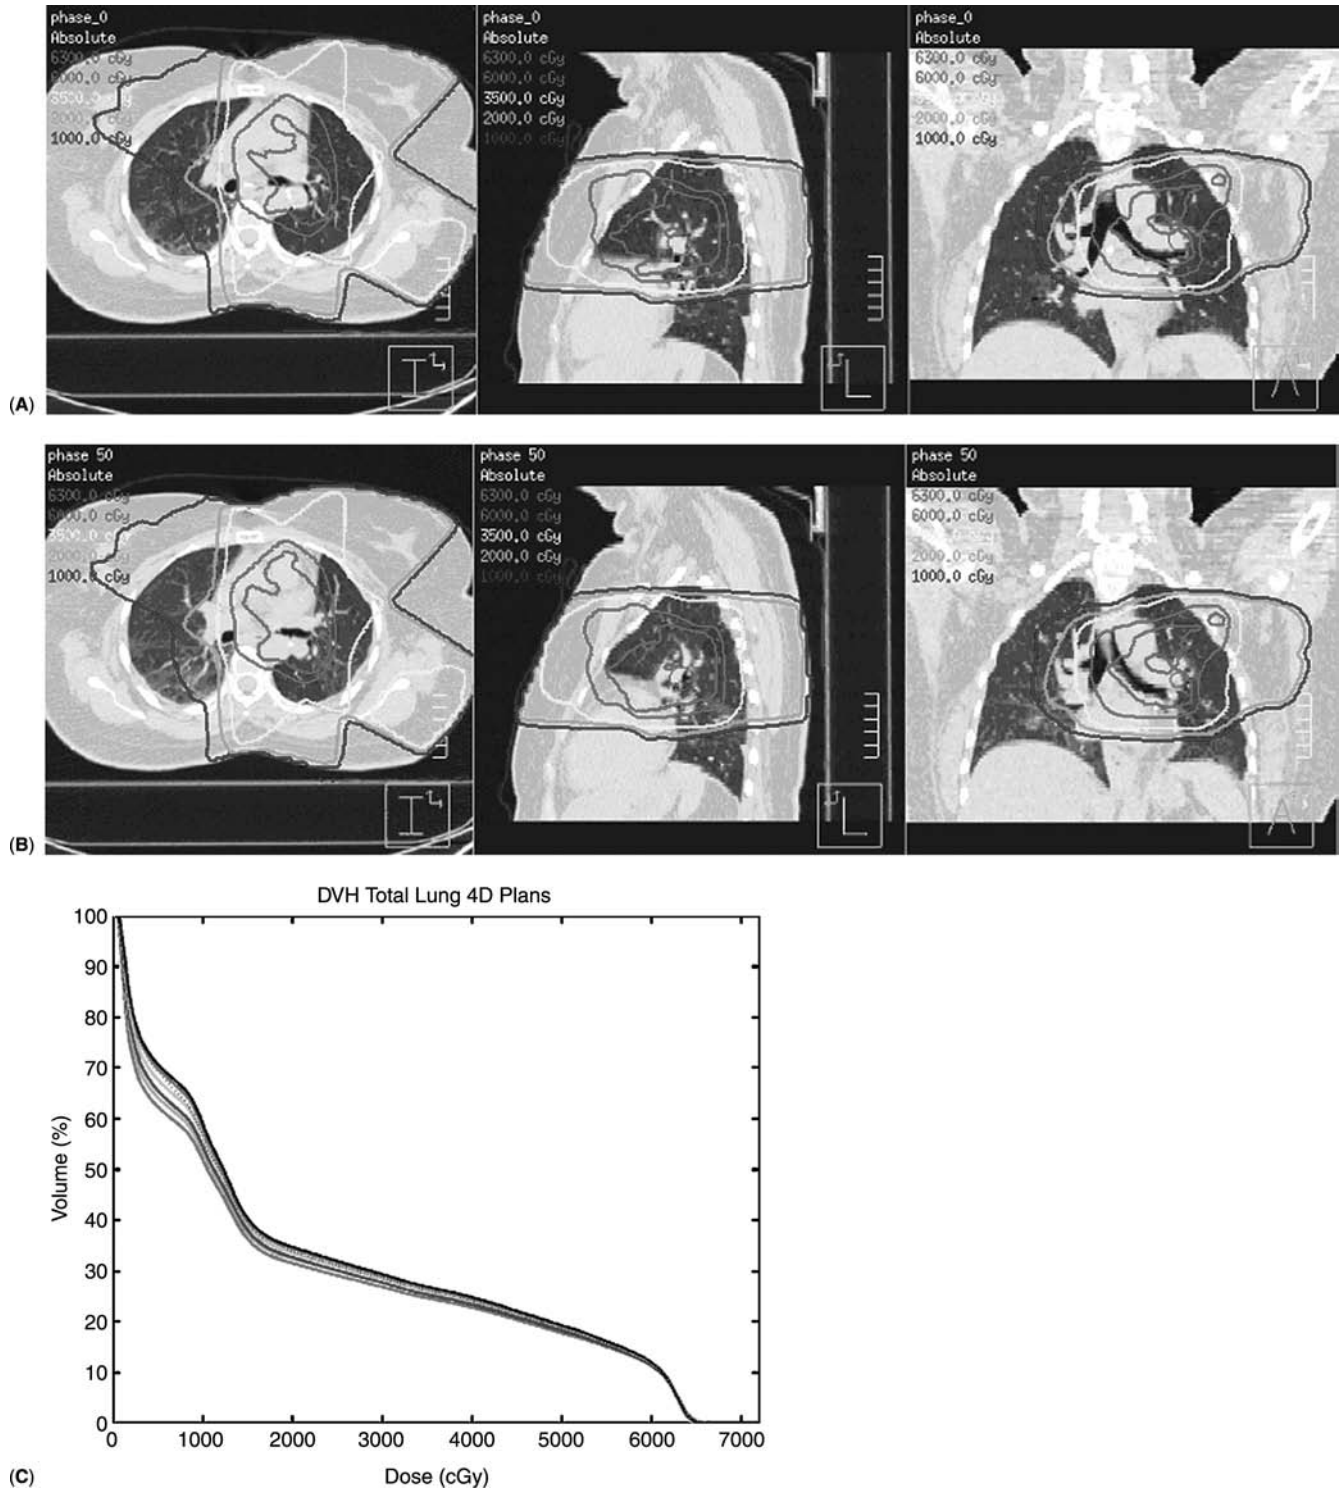 phase_0
Absolute
6300.0 cGy
6000.0 cGy
3500.0 cGy
2000.0 cGy
1000.0 cGy
phase_0
Absolute
6300.0 cGy
6000.0 cGy
3500.0 cGy
2000.0 cGy
1000.0 cGy
phase_0
Absolute
6300.0 cGy
6000.0 cGy
3500.0 cGy
2000.0 cGy
1000.0 cGy
I
L
A
(A)
phase 50
Absolute
6300.0 cGy
6000.0 cGy
3500.0 cGy
2000.0 cGy
1000.0 cGy
phase 50
Absolute
6300.0 cGy
6000.0 cGy
3500.0 cGy
2000.0 cGy
1000.0 cGy
phase 50
Absolute
6300.0 cGy
6000.0 cGy
1000.0 cGy
I
L
A
(B)
DVH Total Lung 4D Plans
100
90
80
70
60
50
40
30
20
10
0
Volume (%)
0 1000 2000 3000 4000 5000 6000 7000
Dose (cGy)
(C)